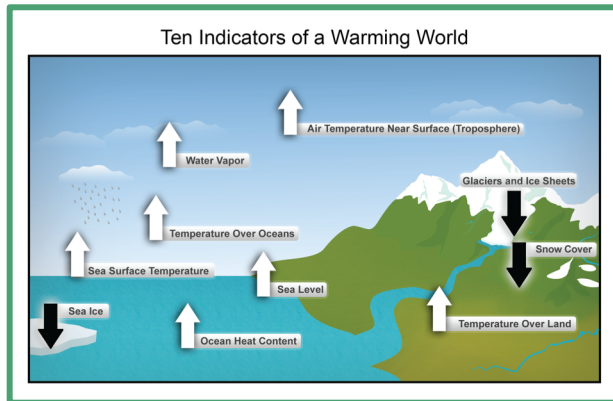 Ten Indicators of a Warming World
Air Temperature Near Surface (Troposphere)
Water Vapor
Glaciers and Ice Sheets
Temperature Over Oceans
Snow Cover
Sea Surface Temperature
Sea Level
Sea Ice
Temperature Over Land
Ocean Heat Content